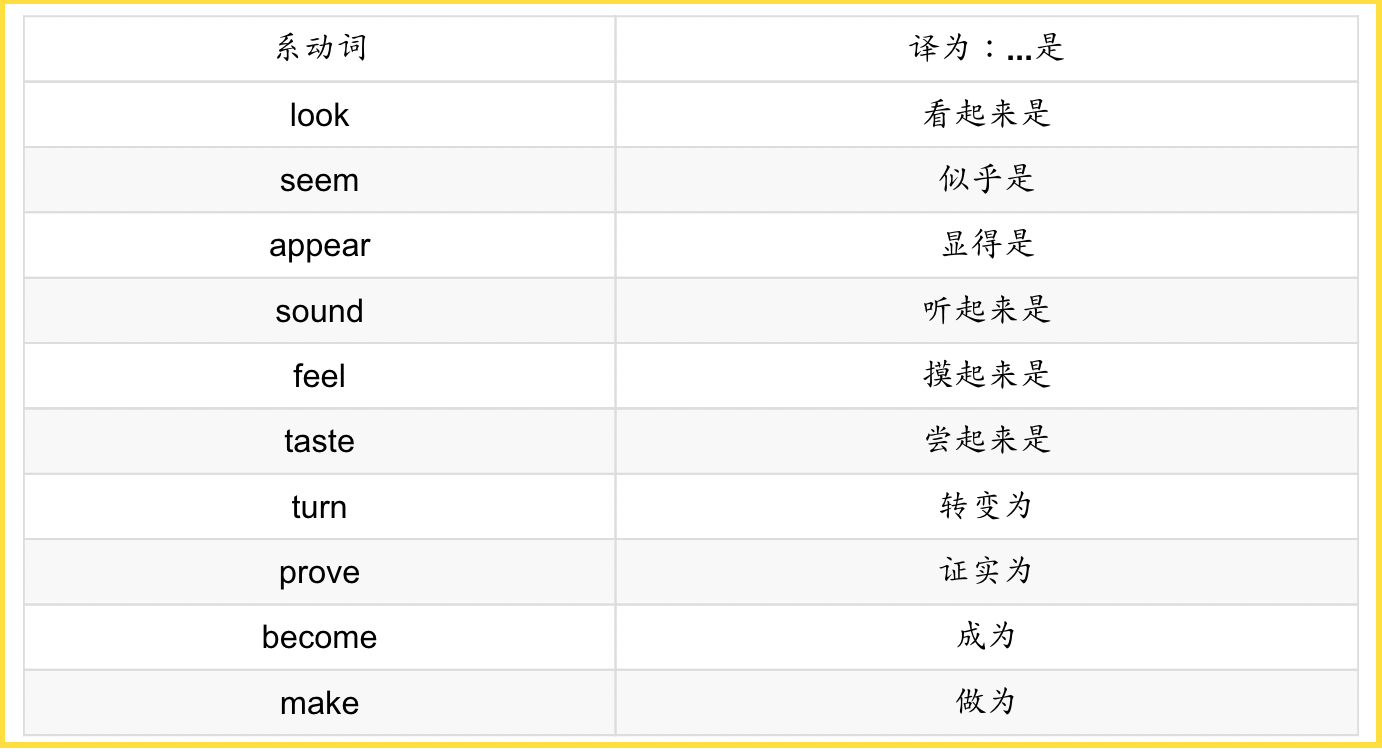 系动词 译为：...是
look 看起来是
seem 似乎是
appear 显得是
sound 听起来是
feel 摸起来是
taste 尝起来是
turn 转变为
prove 证实为
become 成为
make 做为